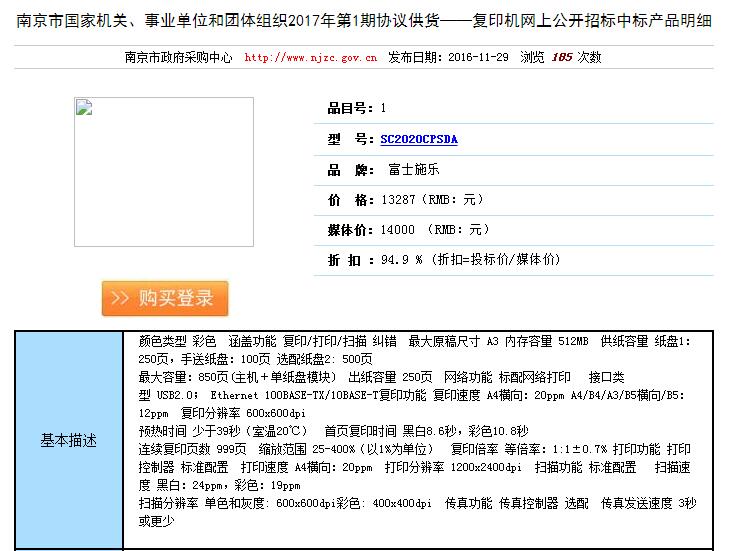 南京市国家机关、事业单位和团体组织2017年第1期协议供货——复印机网上公开招标中标产品明细
南京市政府采购中心 http://www.njzc.gov.cn 发布日期：2016-11-29 浏览 185 次数
品目号：1
型 号：SC2020CPSDA
品 牌： 富士施乐
价 格：13287（RMB：元）
媒体价：14000 （RMB：元）
折 扣 ：94.9 % (折扣=投标价/媒体价)
>> 购买登录
基本描述
颜色类型 彩色 涵盖功能 复印/打印/扫描 纠错 最大原稿尺寸 A3 内存容量 512MB 供纸容量 纸盘1：
250页，手送纸盘：100页 选配纸盘2：500页
最大容量：850页(主机＋单纸盘模块） 出纸容量 250页 网络功能 标配网络打印 接口类
型 USB2.0； Ethernet 100BASE-TX/10BASE-T复印功能 复印速度 A4横向：20ppm A4/B4/A3/B5横向/B5：
12ppm 复印分辨率 600x600dpi
预热时间 少于39秒（室温20℃） 首页复印时间 黑白8.6秒，彩色10.8秒
连续复印页数 999页 缩放范围 25-400%（以1%为单位） 复印倍率 等倍率：1:1±0.7% 打印功能 打印
控制器 标准配置 打印速度 A4横向：20ppm 打印分辨率 1200x2400dpi 扫描功能 标准配置 扫描速
度 黑白：24ppm，彩色：19ppm
扫描分辨率 单色和灰度：600x600dpi彩色：400x400dpi 传真功能 传真控制器 选配 传真发送速度 3秒
或更少